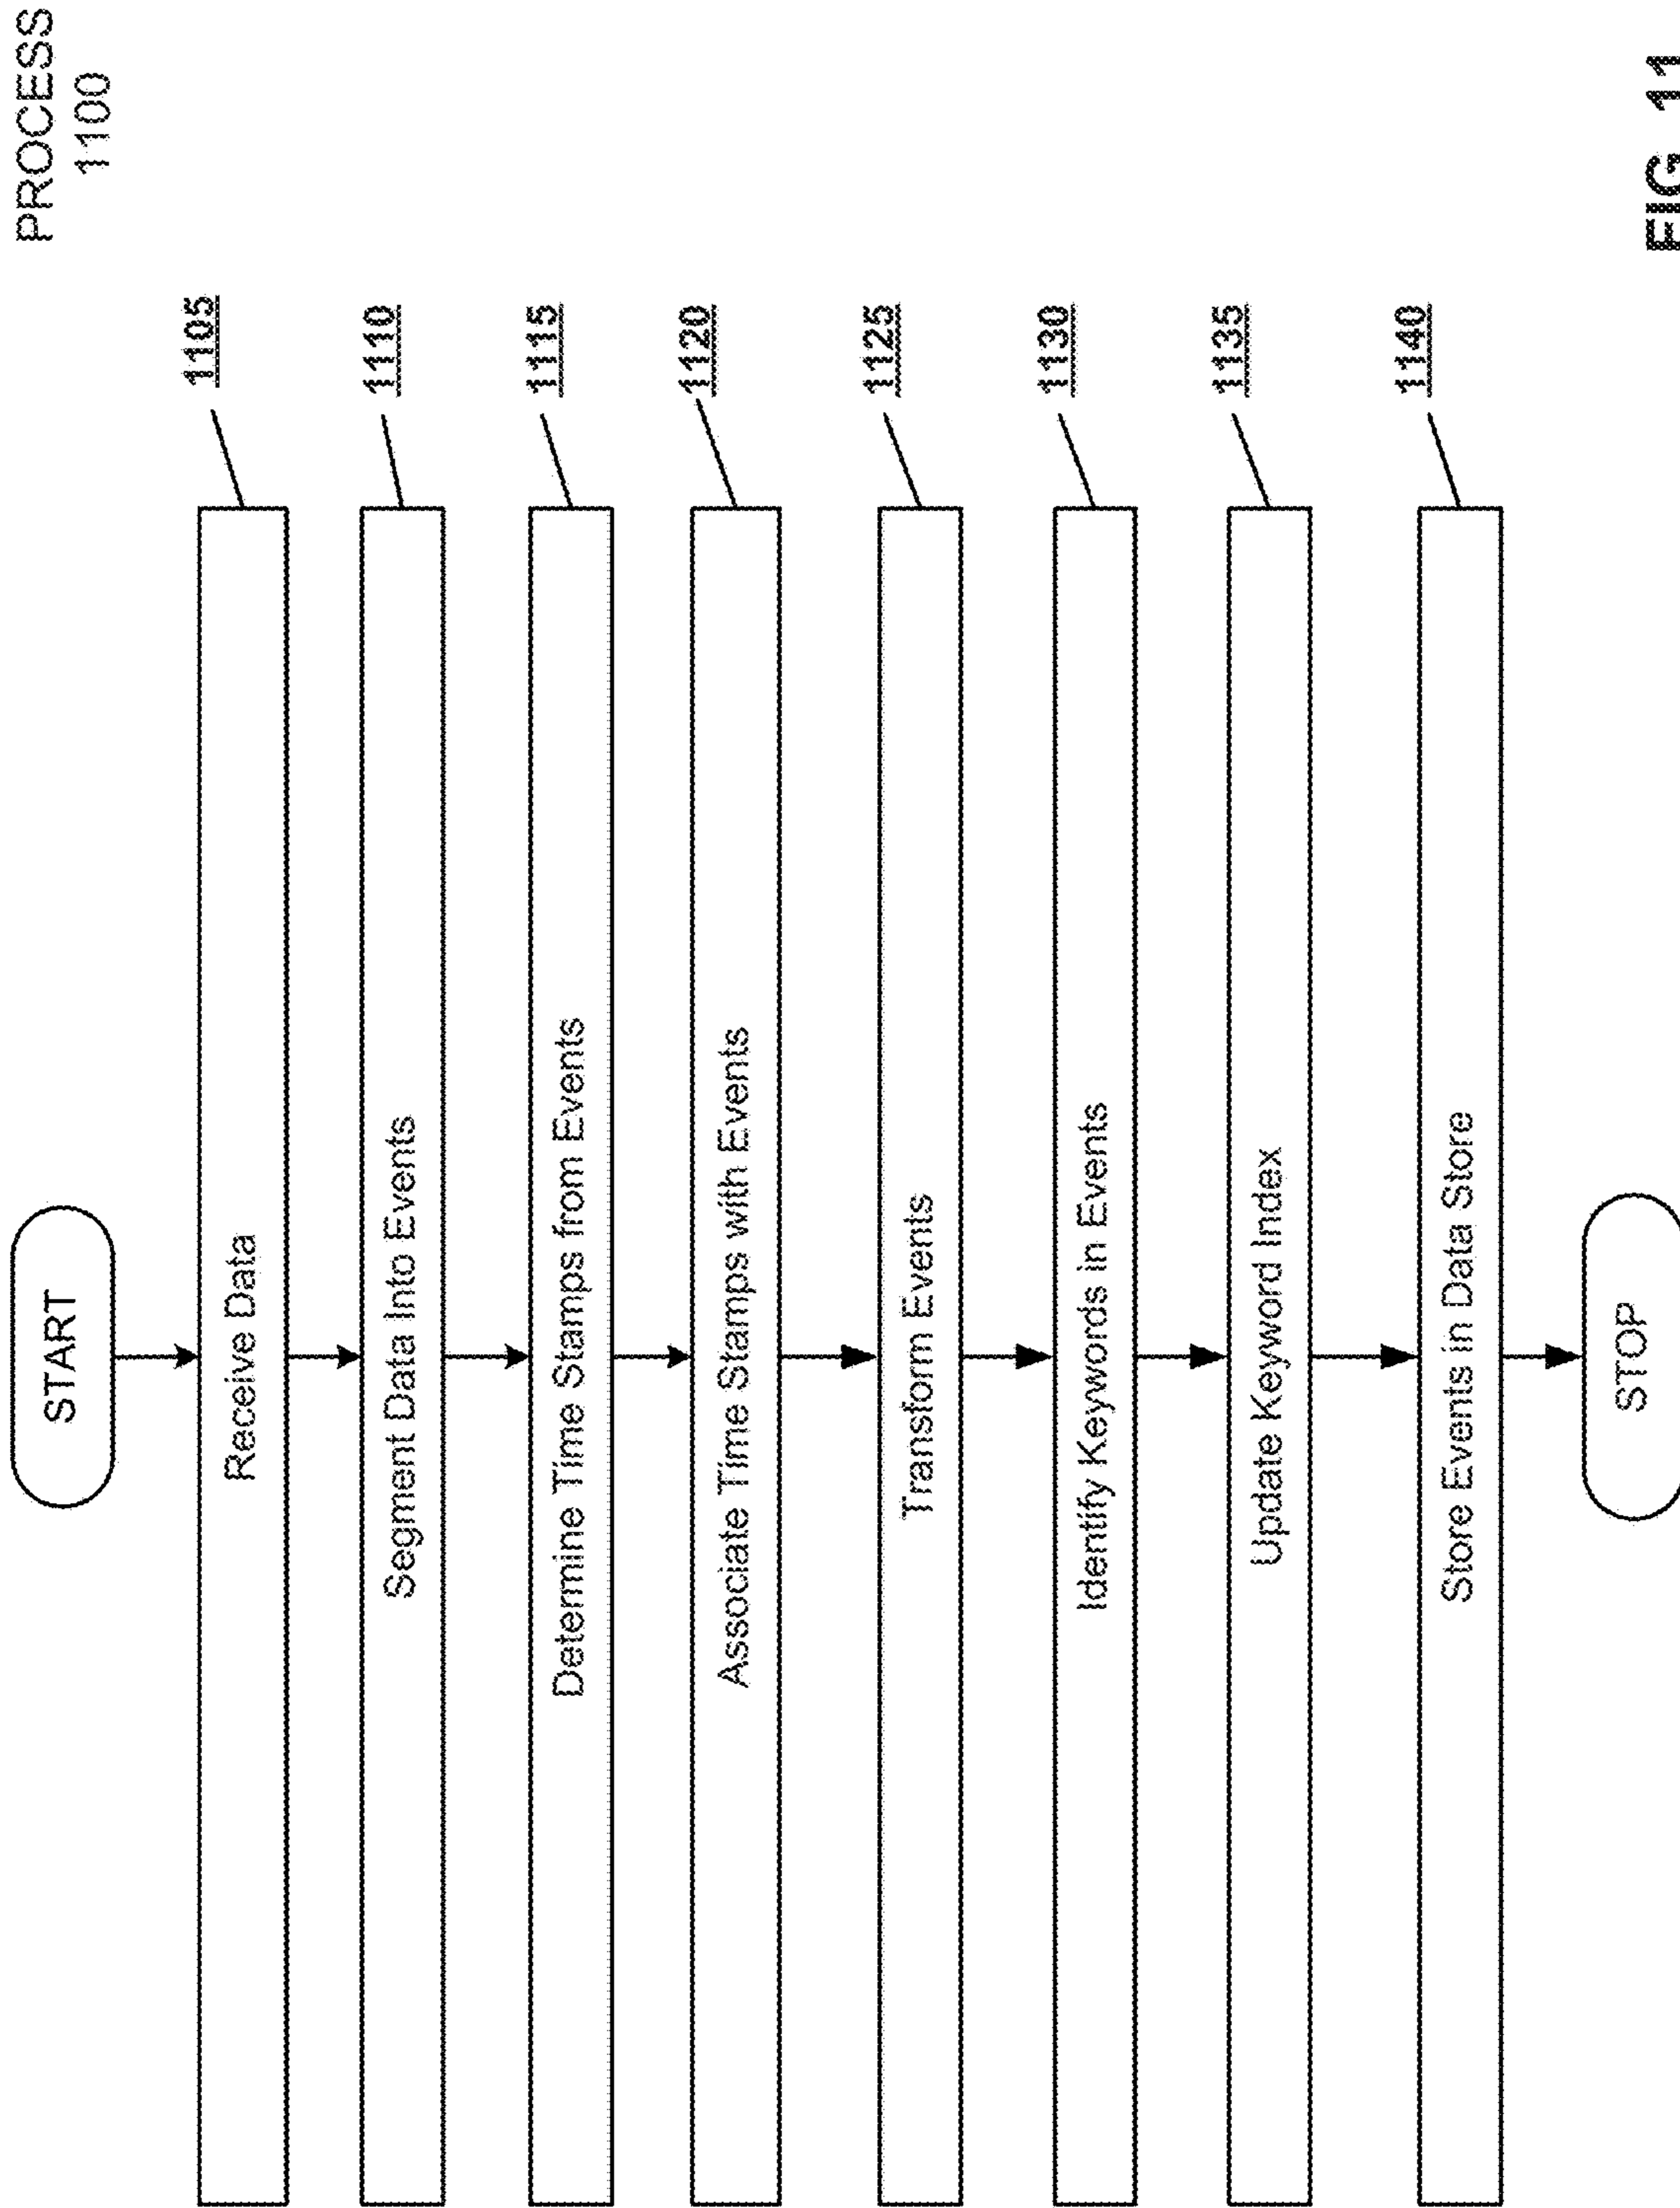 PROCESS
1100
START
Receive Data
1105
Segment Data Into Events
1110
Determine Time Stamps from Events
1115
Associate Time Stamps with Events
1120
Transform Events
1125
Identify Keywords in Events
1130
Update Keyword Index
1135
Store Events in Data Store
1140
STOP
FIG. 11